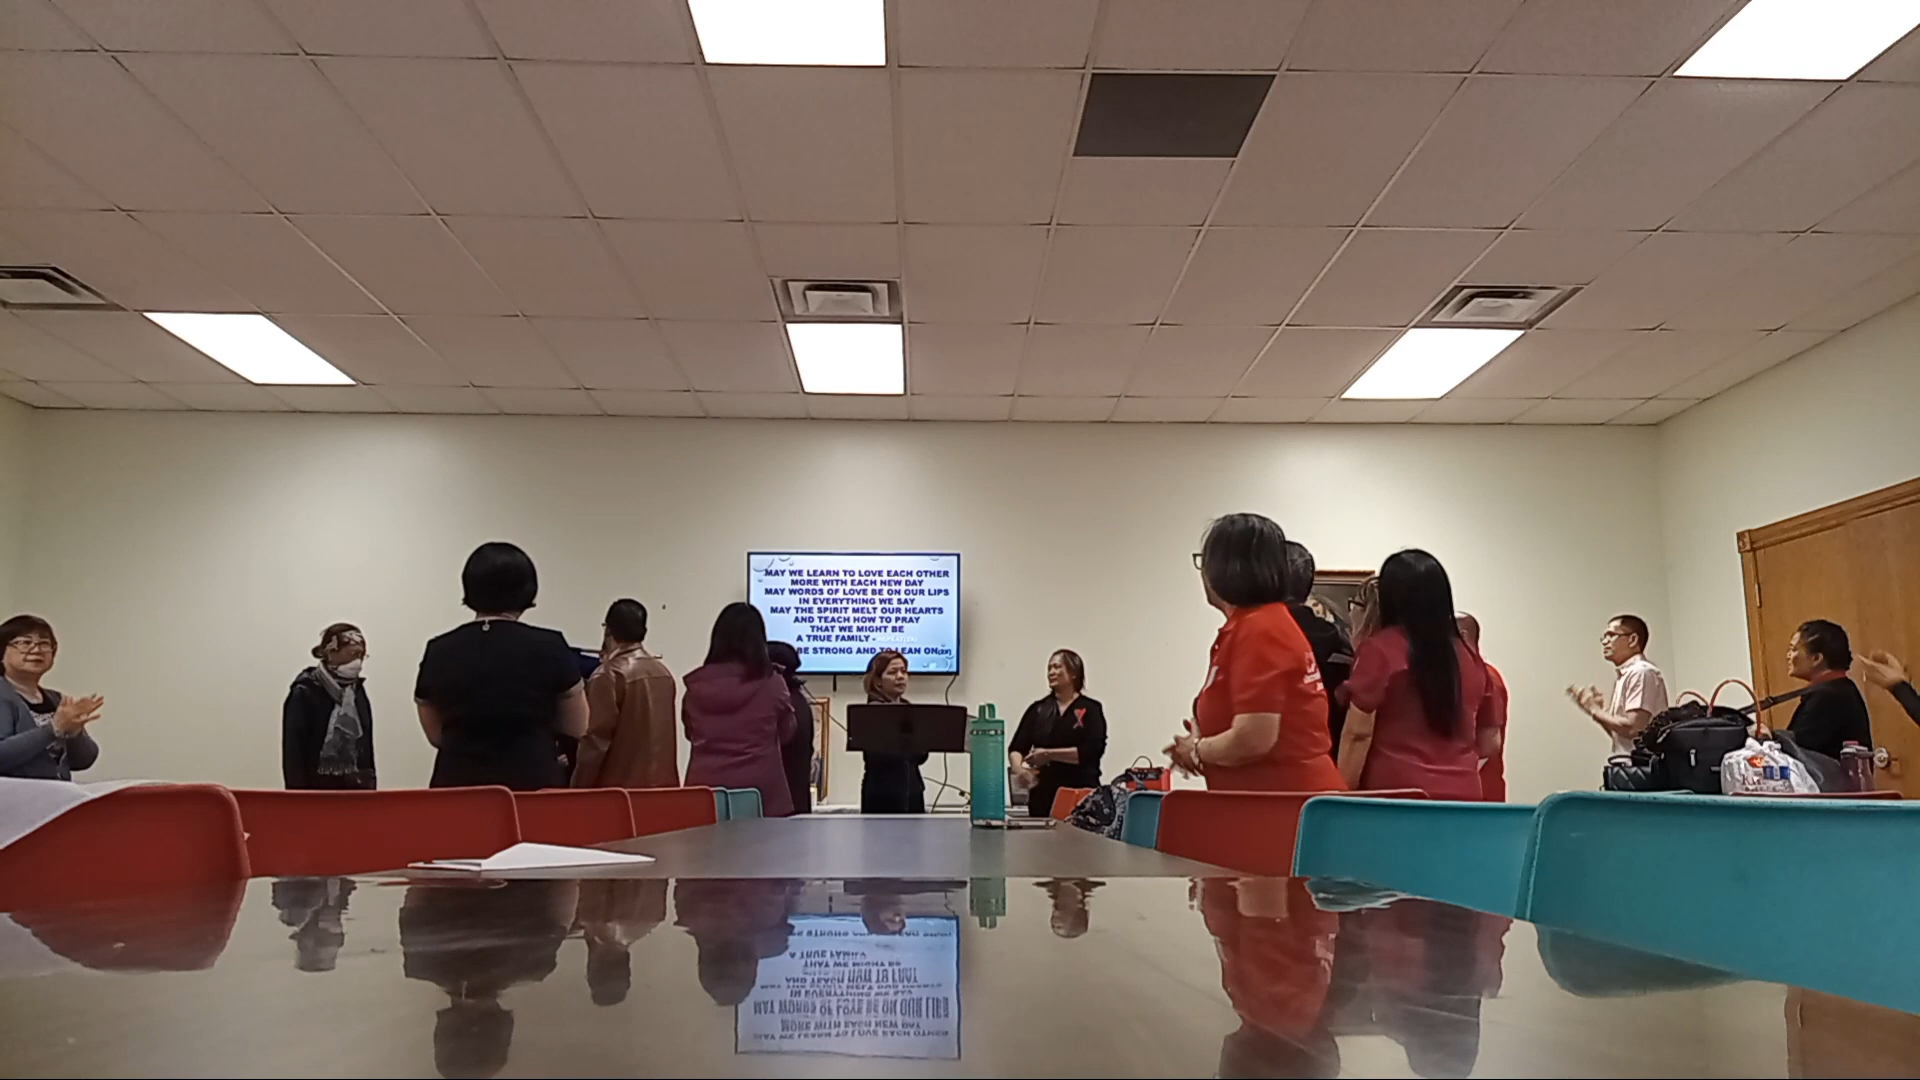 MAY WE LEARN TO LOVE EACH OTHER
MORE WITH EACH NEW DAY
MAY WORDS OF LOVE BE ON OUR LIPS
IN EVERYTHING WE SAY
MAY THE SPIRIT MELT OUR HEARTS
AND TEACH HOW TO PRAY
THAT WE MIGHT BE
A TRUE FAMILY -
BE STRONG AND TO LEAN ON(2X)